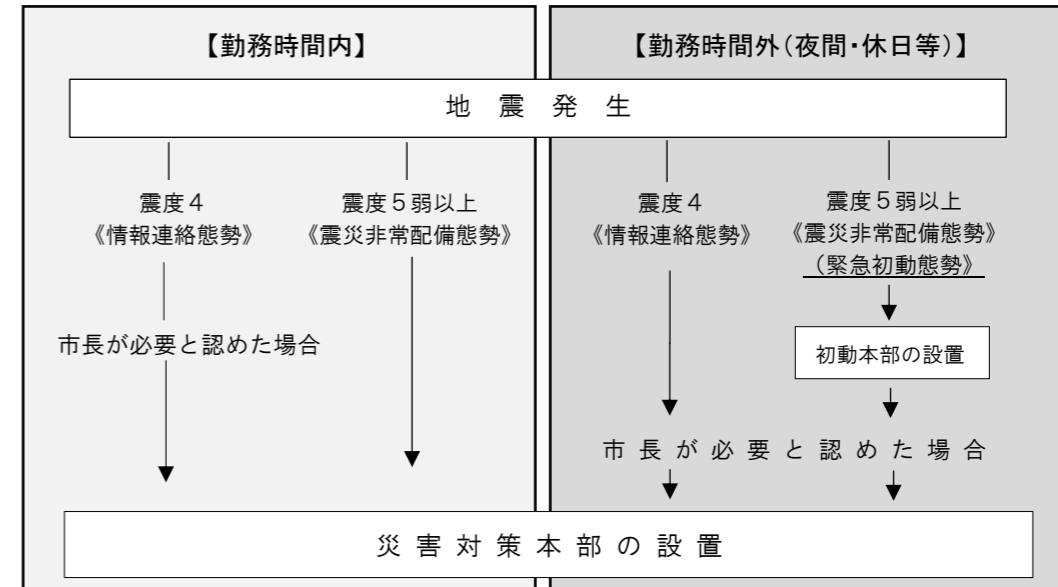 【勤務時間内】
【勤務時間外(夜間・休日等)】
地震発生
震度4
《情報連絡態勢》
震度5弱以上
《震災非常配備態勢》
市長が必要と認めた場合
震度4
《情報連絡態勢》
震度5弱以上
《震災非常配備態勢》
(緊急初動態勢》
初動本部の設置
市長が必要と認めた場合
災害対策本部の設置